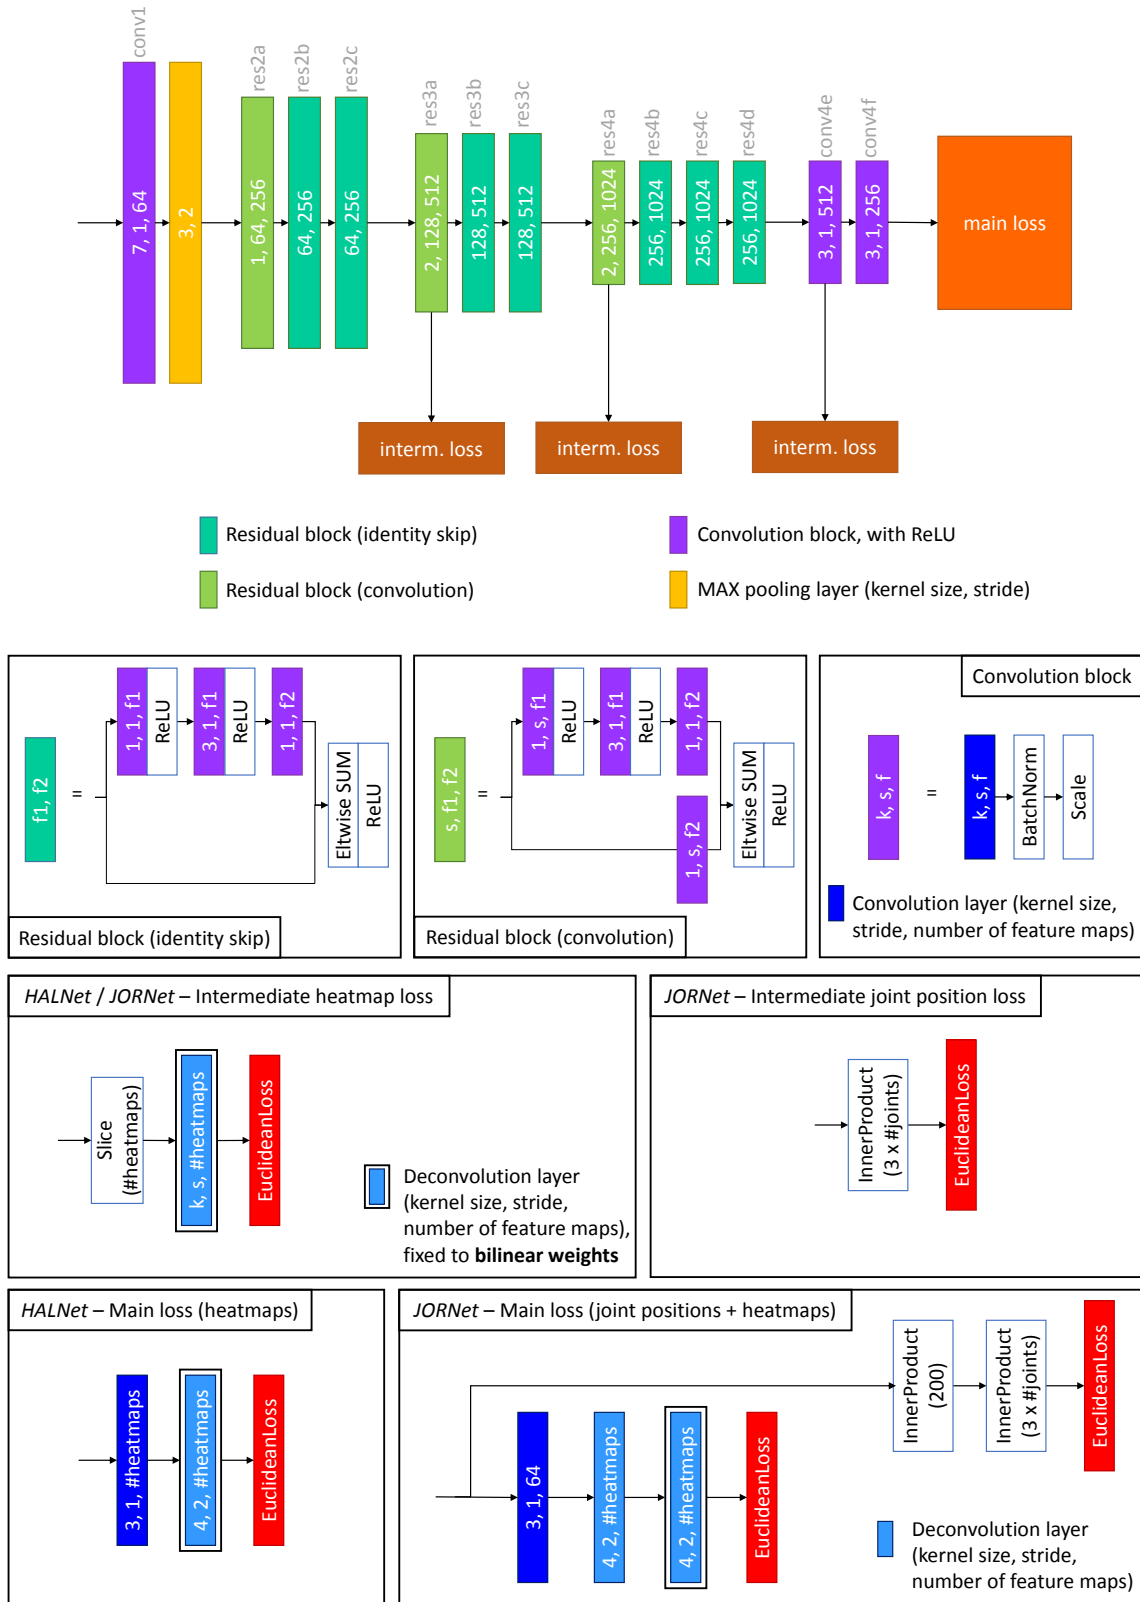 conv1
res2a
res2b
res2c
res3a
res3b
res3c
res4a
res4b
res4c
res4d
conv4e
conv4f
7, 1, 64
3, 2
1, 64, 256
64, 256
64, 256
2, 128, 512
128, 512
128, 512
2, 256, 1024
256, 1024
256, 1024
256, 1024
3, 1, 512
3, 1, 256
main loss
interm. loss
interm. loss
interm. loss
Residual block (identity skip)
Convolution block, with ReLU
Residual block (convolution)
MAX pooling layer (kernel size, stride)
f1, f2
=
1, 1, f1
ReLU
3, 1, f1
ReLU
1, 1, f2
Eltwise SUM
ReLU
Residual block (identity skip)
s, f1, f2
=
1, s, f1
ReLU
3, 1, f1
ReLU
1, 1, f2
1, s, f2
Eltwise SUM
ReLU
Residual block (convolution)
Convolution block
k, s, f
=
k, s, f
BatchNorm
Scale
Convolution layer (kernel size,
stride, number of feature maps)
HALNet / JORNet – Intermediate heatmap loss
Slice
(#heatmaps)
k, s, #heatmaps
EuclideanLoss
Deconvolution layer
(kernel size, stride,
number of feature maps),
fixed to bilinear weights
JORNet – Intermediate joint position loss
InnerProduct
(3 x #joints)
EuclideanLoss
HALNet – Main loss (heatmaps)
3, 1, #heatmaps
4, 2, #heatmaps
EuclideanLoss
JORNet – Main loss (joint positions + heatmaps)
InnerProduct
(200)
InnerProduct
(3 x #joints)
EuclideanLoss
3, 1, 64
4, 2, #heatmaps
4, 2, #heatmaps
EuclideanLoss
Deconvolution layer
(kernel size, stride,
number of feature maps)